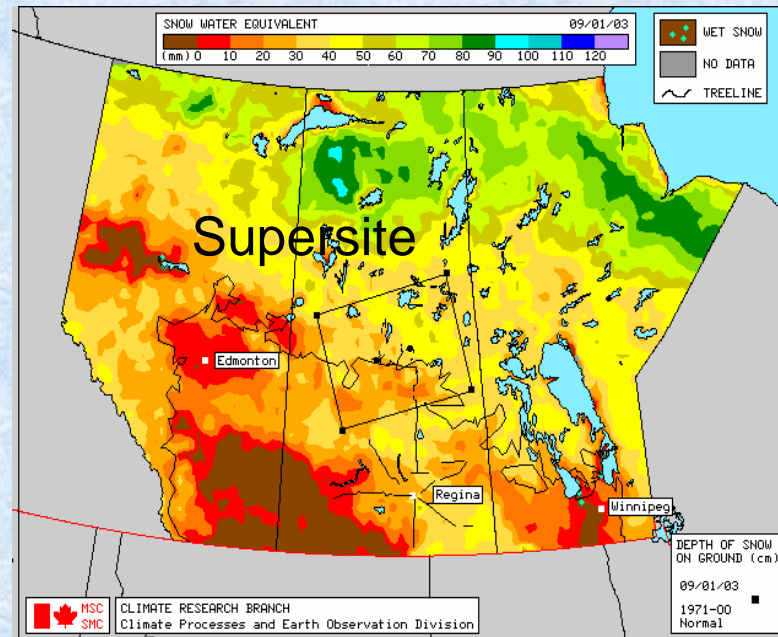 SNOW WATER EQUIVALENT 09/01/03
(mm) 0 10 20 30 40 50 60 70 80 90 100 110 120
WET SNOW
NO DATA
TREELINE
Supersite
Edmonton
Regina
Winnipeg
DEPTH OF SNOW
ON GROUND (cm)
09/01/03
1971-00
Normal
MSC
SMC
CLIMATE RESEARCH BRANCH
Climate Processes and Earth Observation Division